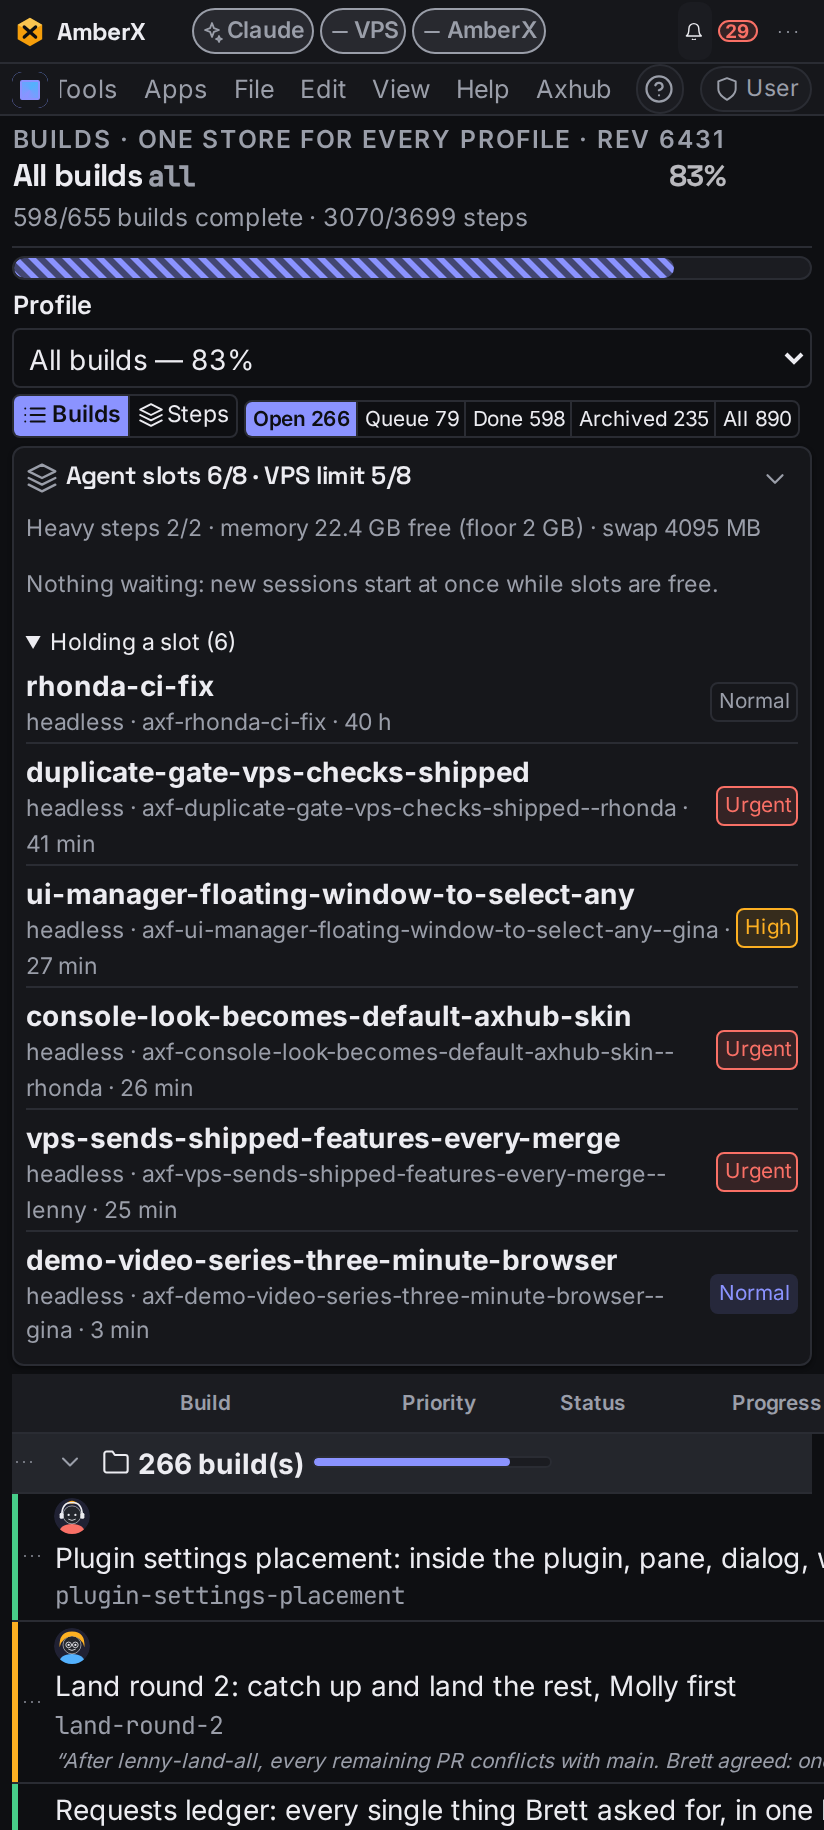 AmberX
Claude
— VPS
— AmberX
29
Tools Apps File Edit View Help Axhub
User
BUILDS · ONE STORE FOR EVERY PROFILE · REV 6431
All builds all 83%
598/655 builds complete · 3070/3699 steps
Profile
All builds — 83%
Builds Steps Open 266 Queue 79 Done 598 Archived 235 All 890
Agent slots 6/8 · VPS limit 5/8
Heavy steps 2/2 · memory 22.4 GB free (floor 2 GB) · swap 4095 MB
Nothing waiting: new sessions start at once while slots are free.
Holding a slot (6)
rhonda-ci-fix
headless · axf-rhonda-ci-fix · 40 h
Normal
duplicate-gate-vps-checks-shipped
headless · axf-duplicate-gate-vps-checks-shipped--rhonda ·
41 min
Urgent
ui-manager-floating-window-to-select-any
headless · axf-ui-manager-floating-window-to-select-any--gina ·
27 min
High
console-look-becomes-default-axhub-skin
headless · axf-console-look-becomes-default-axhub-skin--
rhonda · 26 min
Urgent
vps-sends-shipped-features-every-merge
headless · axf-vps-sends-shipped-features-every-merge--
lenny · 25 min
Urgent
demo-video-series-three-minute-browser
headless · axf-demo-video-series-three-minute-browser--
gina · 3 min
Normal
Build Priority Status Progress
266 build(s)
Plugin settings placement: inside the plugin, pane, dialog,
plugin-settings-placement
Land round 2: catch up and land the rest, Molly first
land-round-2
“After lenny-land-all, every remaining PR conflicts with main. Brett agreed:
Requests ledger: every single thing Brett asked for, in one